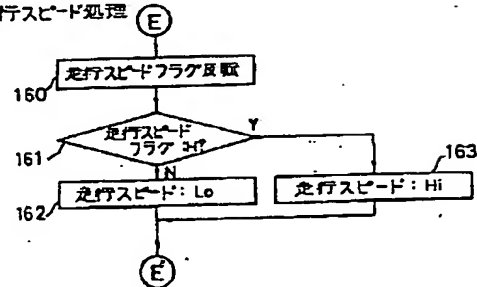 行スピード処理
E
走行スピードフラグ反転
160
走行スピード
フラグ:Hi?
Y
161
N
163
走行スピード:Lo
走行スピード:Hi
162
E'